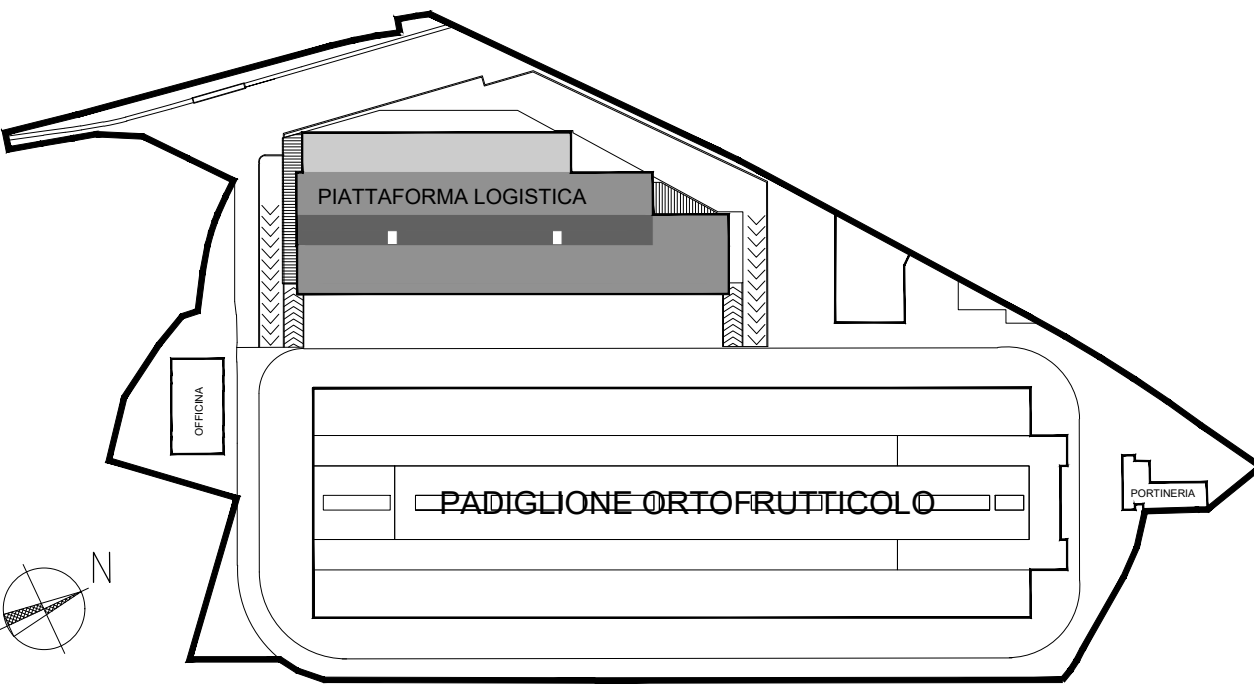 PIATTAFORMA LOGISTICA
OFFICINA
PADIGLIONE ORTOFRUTTICOLO
PORTINERIA
N